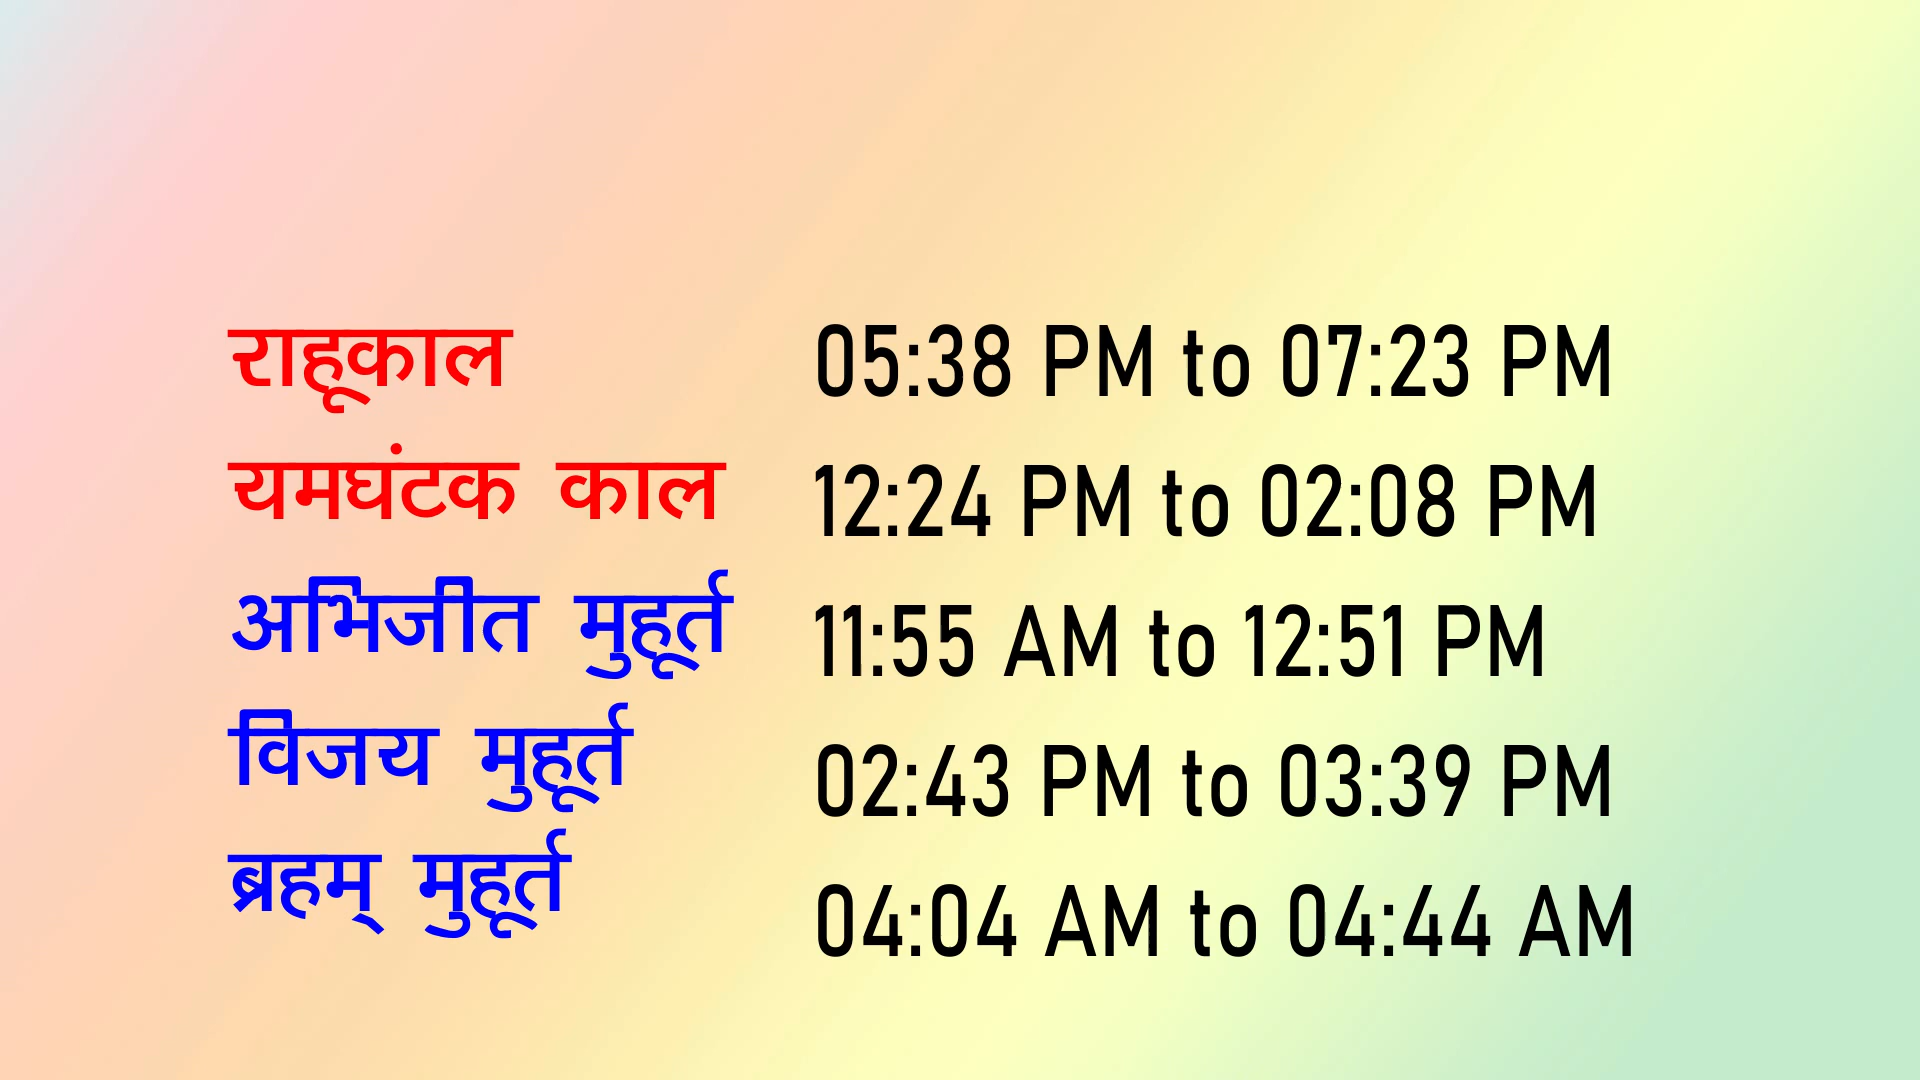 राहूकाल 05:38 PM to 07:23 PM
यमघंटक काल 12:24 PM to 02:08 PM
अभिजीत मुहूर्त 11:55 AM to 12:51 PM
विजय मुहूर्त 02:43 PM to 03:39 PM
ब्रहम् मुहूर्त 04:04 AM to 04:44 AM